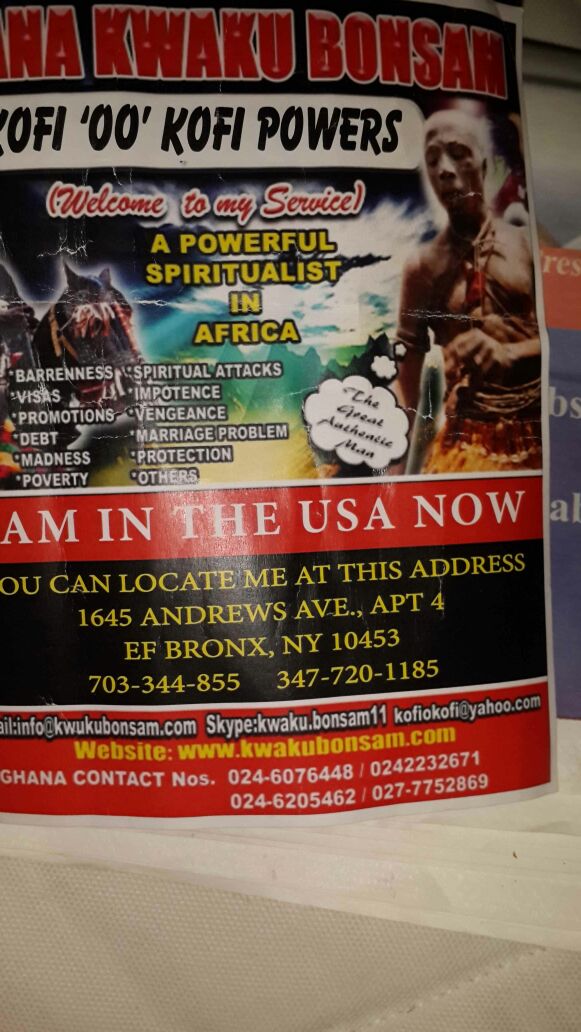 ANA KWAKU BONSAM
KOFI 'OO' KOFI POWERS
(Welcome to my Service)
A POWERFUL
SPIRITUALIST
IN
AFRICA
*BARRENNESS
*VISAS
*PROMOTIONS
*DEBT
*MADNESS
*POVERTY
*SPIRITUAL ATTACKS
*IMPOTENCE
*VENGEANCE
*MARRIAGE PROBLEM
*PROTECTION
*OTHERS
The
Great
Authentic
Man
AM IN THE USA NOW
OU CAN LOCATE ME AT THIS ADDRESS
1645 ANDREWS AVE., APT 4
EF BRONX, NY 10453
703-344-855 347-720-1185
ail:info@kwukubonsam.com Skype:kwaku.bonsam11 kofiokofi@yahoo.com
Website: www.kwakubonsam.com
GHANA CONTACT Nos. 024-6076448 / 0242232671
024-6205462 / 027-7752869